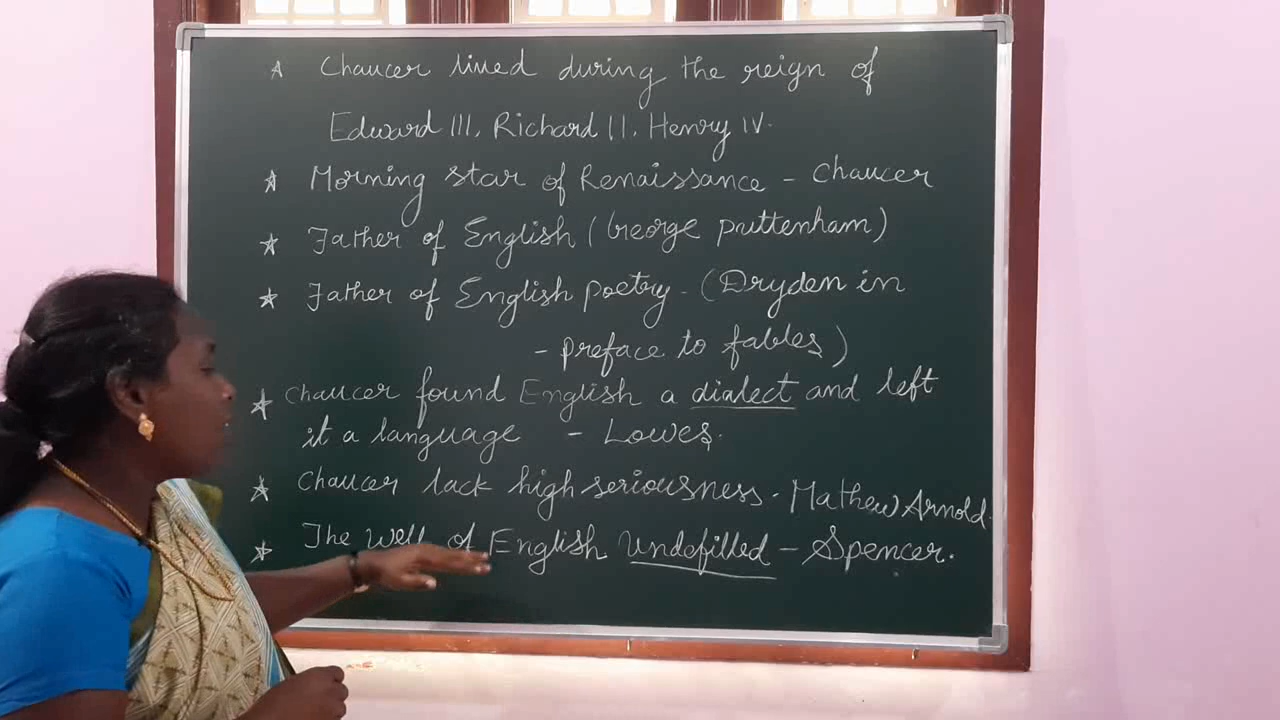 Chaucer lived during the reign of
Edward III, Richard II, Henry IV.
Morning star of Renaissance - Chaucer
Father of English (George puttenham)
Father of English poetry - (Dryden in
- preface to fables)
Chaucer found English a dialect and left
it a language - Lowes.
Chaucer lack high seriousness. Mathew Arnold.
The Well of English Undefilled - Spencer.